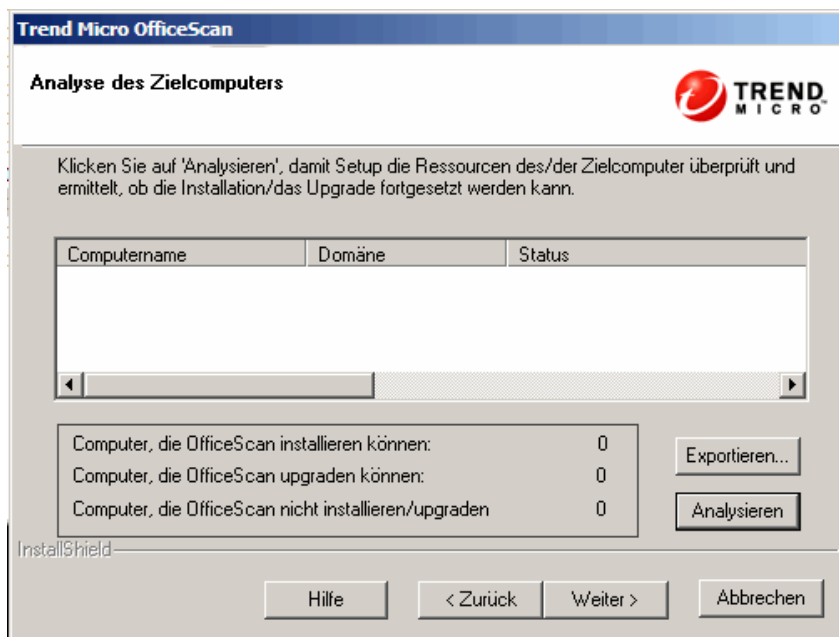 Trend Micro OfficeScan
Analyse des Zielcomputers
TREND
MICRO™
Klicken Sie auf 'Analysieren', damit Setup die Ressourcen des/der Zielcomputer überprüft und
ermittelt, ob die Installation/das Upgrade fortgesetzt werden kann.
Computername Domäne Status
Computer, die OfficeScan installieren können: 0
Computer, die OfficeScan upgraden können: 0
Computer, die OfficeScan nicht installieren/upgraden 0
Exportieren...
Analysieren
InstallShield
Hilfe < Zurück Weiter > Abbrechen